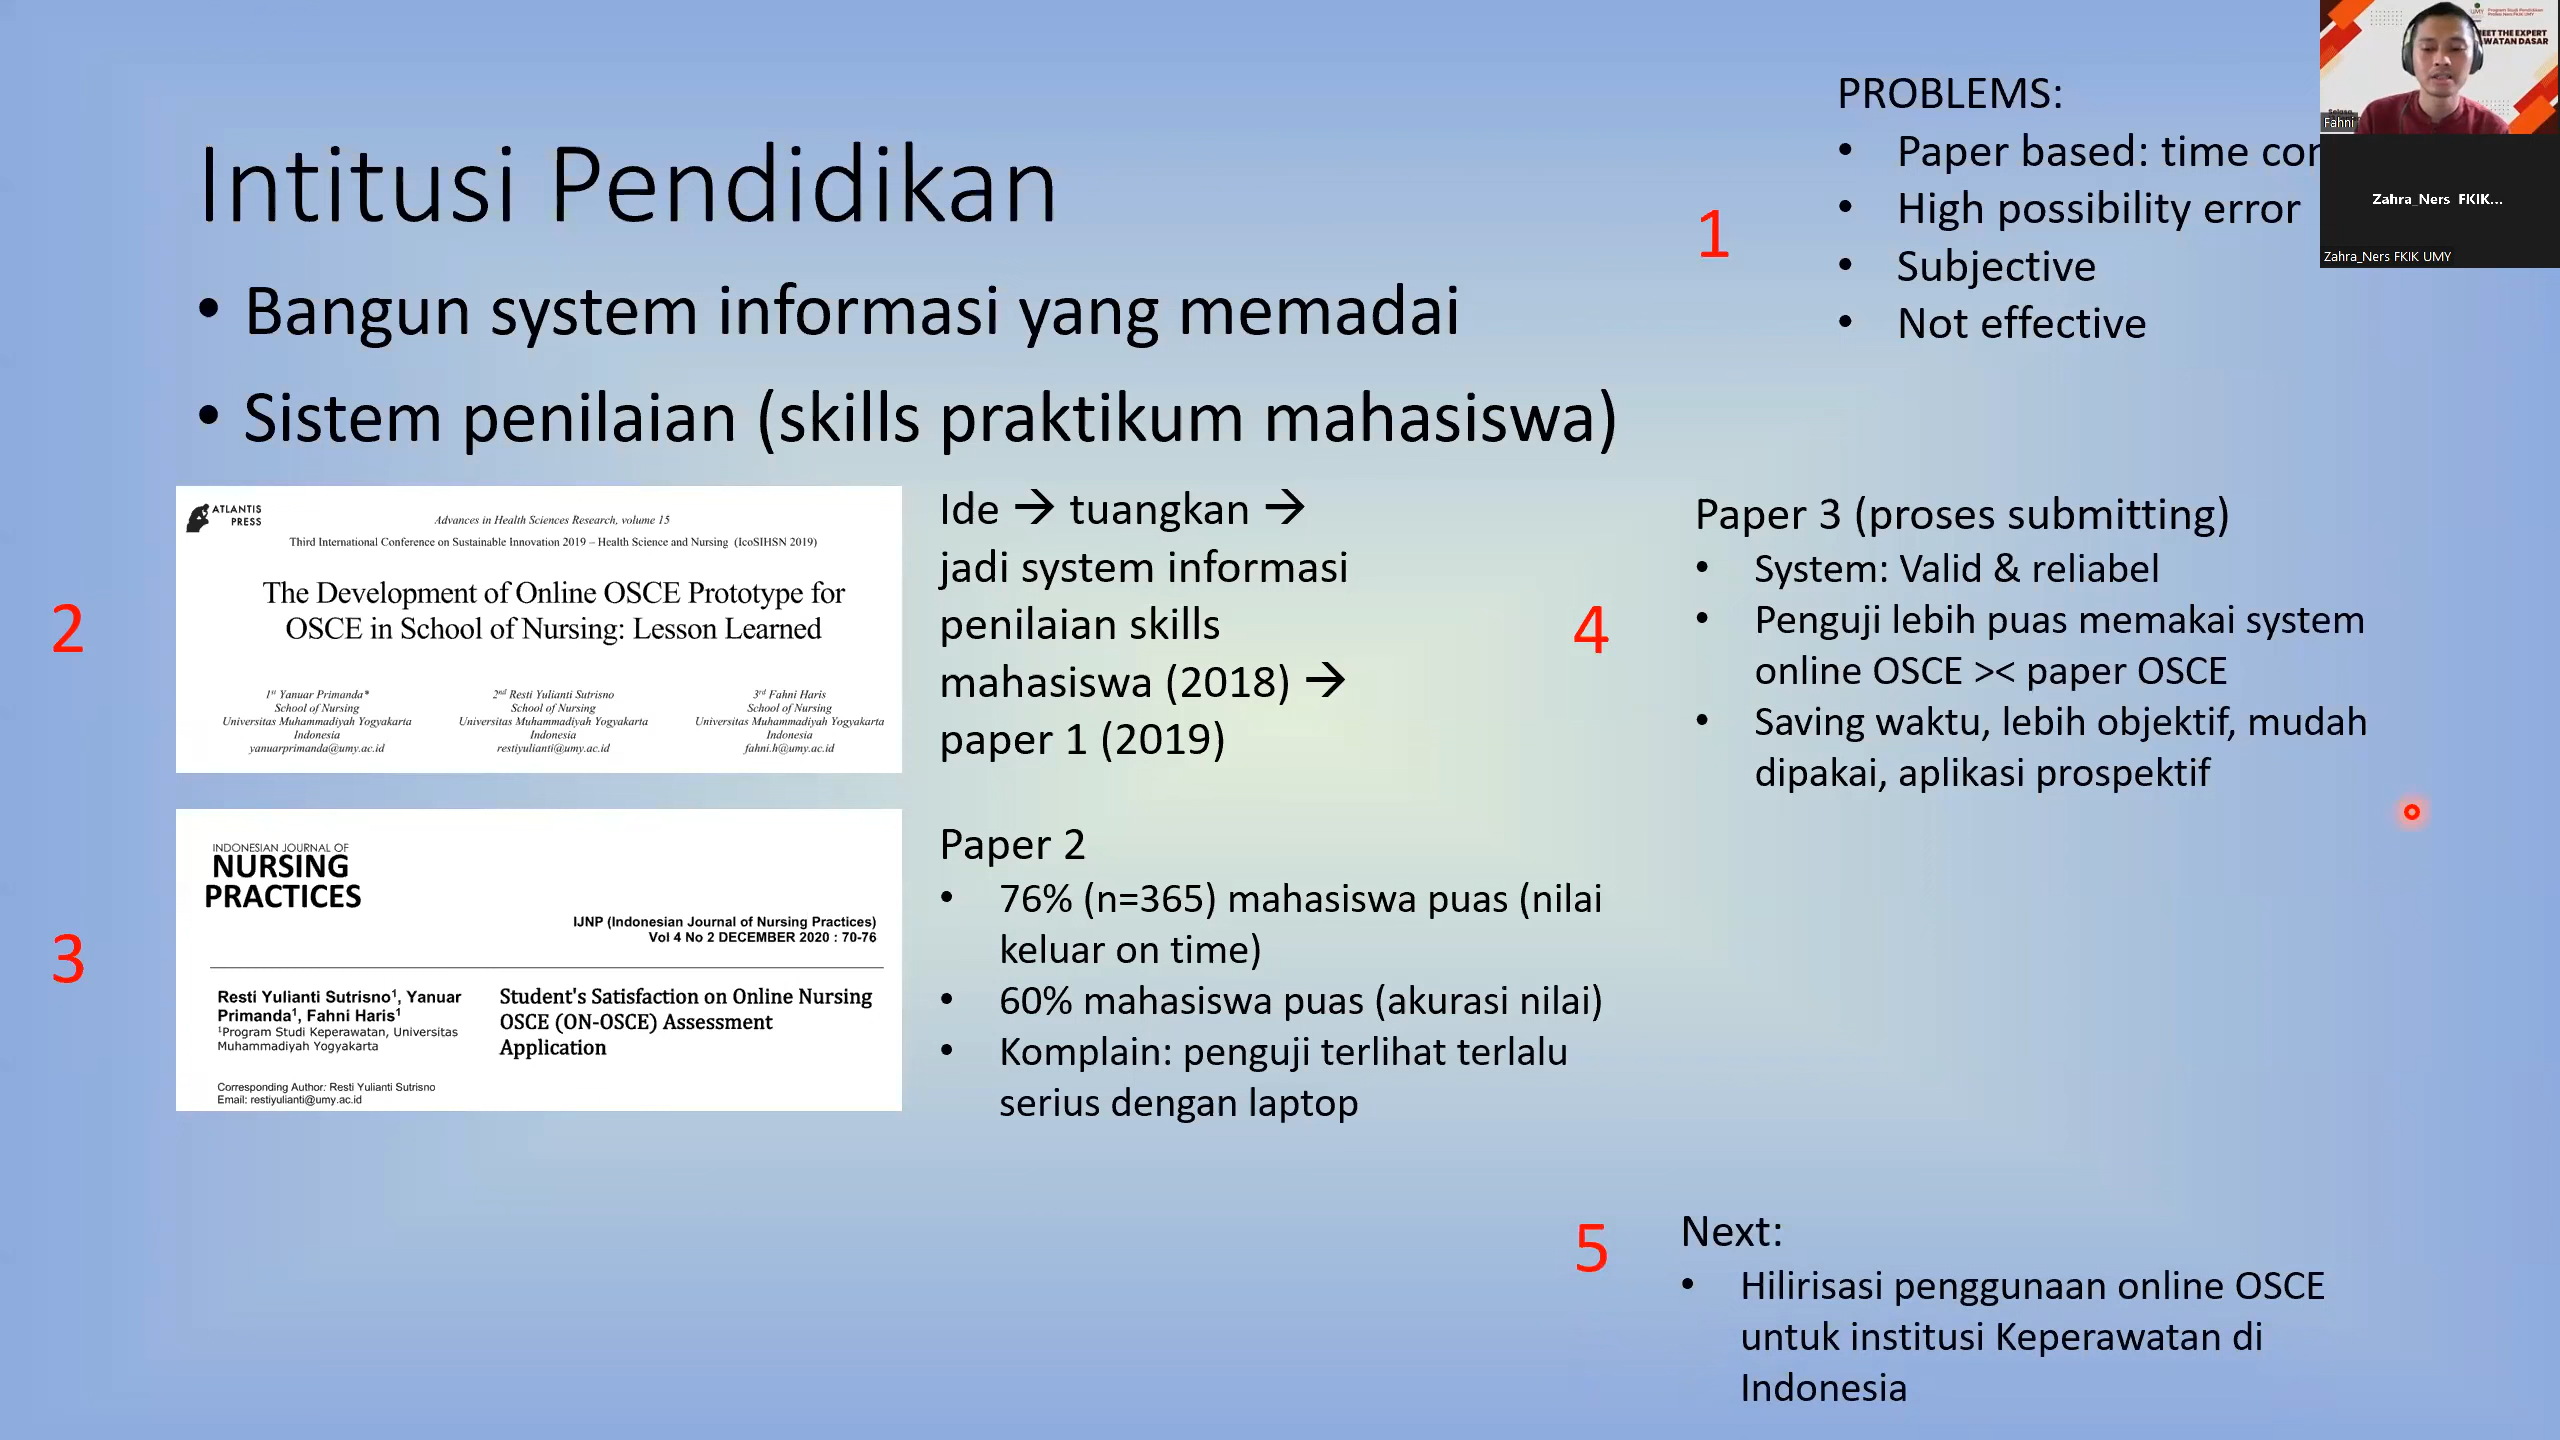 Intitusi Pendidikan
• Bangun system informasi yang memadai
• Sistem penilaian (skills praktikum mahasiswa)
1
PROBLEMS:
• Paper based: time con
• High possibility error
• Subjective
• Not effective
2
ATLANTIS
PRESS
Advances in Health Sciences Research, volume 15
Third International Conference on Sustainable Innovation 2019 – Health Science and Nursing (IcoSIHSN 2019)
The Development of Online OSCE Prototype for
OSCE in School of Nursing: Lesson Learned
1st Yanuar Primanda*
School of Nursing
Universitas Muhammadiyah Yogyakarta
Indonesia
yanuarprimanda@umy.ac.id
2nd Resti Yulianti Sutrisno
School of Nursing
Universitas Muhammadiyah Yogyakarta
Indonesia
restiyulianti@umy.ac.id
3rd Fahni Haris
School of Nursing
Universitas Muhammadiyah Yogyakarta
Indonesia
fahni.h@umy.ac.id
Ide → tuangkan →
jadi system informasi
penilaian skills
mahasiswa (2018) →
paper 1 (2019)
3
INDONESIAN JOURNAL OF
NURSING
PRACTICES
IJNP (Indonesian Journal of Nursing Practices)
Vol 4 No 2 DECEMBER 2020 : 70-76
Resti Yulianti Sutrisno1, Yanuar
Primanda1, Fahni Haris1
1Program Studi Keperawatan, Universitas
Muhammadiyah Yogyakarta
Corresponding Author: Resti Yulianti Sutrisno
Email: restiyulianti@umy.ac.id
Student's Satisfaction on Online Nursing
OSCE (ON-OSCE) Assessment
Application
Paper 2
• 76% (n=365) mahasiswa puas (nilai
keluar on time)
• 60% mahasiswa puas (akurasi nilai)
• Komplain: penguji terlihat terlalu
serius dengan laptop
4
Paper 3 (proses submitting)
• System: Valid & reliabel
• Penguji lebih puas memakai system
online OSCE >< paper OSCE
• Saving waktu, lebih objektif, mudah
dipakai, aplikasi prospektif
5
Next:
• Hilirisasi penggunaan online OSCE
untuk institusi Keperawatan di
Indonesia
EET THE EXPERT
WATAN DASAR
Fahni
Zahra_Ners FKIK...
Zahra_Ners FKIK UMY